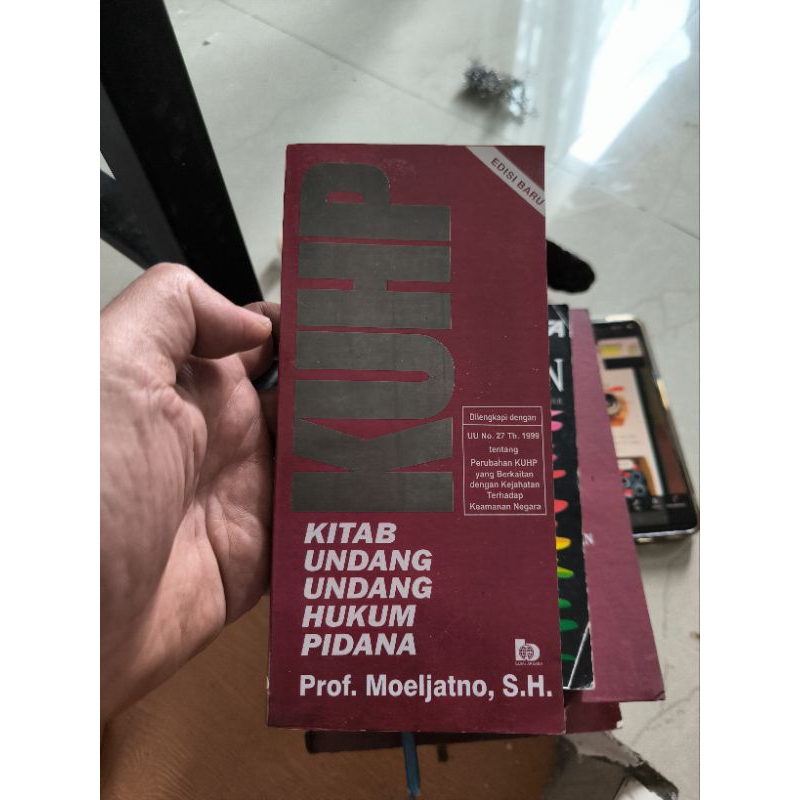 EDISI BARU
KUHP
Dilengkapi dengan
UU No. 27 Th. 1999
tentang
Perubahan KUHP
yang Berkaitan
dengan Kejahatan
Terhadap
Keamanan Negara
KITAB
UNDANG
UNDANG
HUKUM
PIDANA
Prof. Moeljatno, S.H.